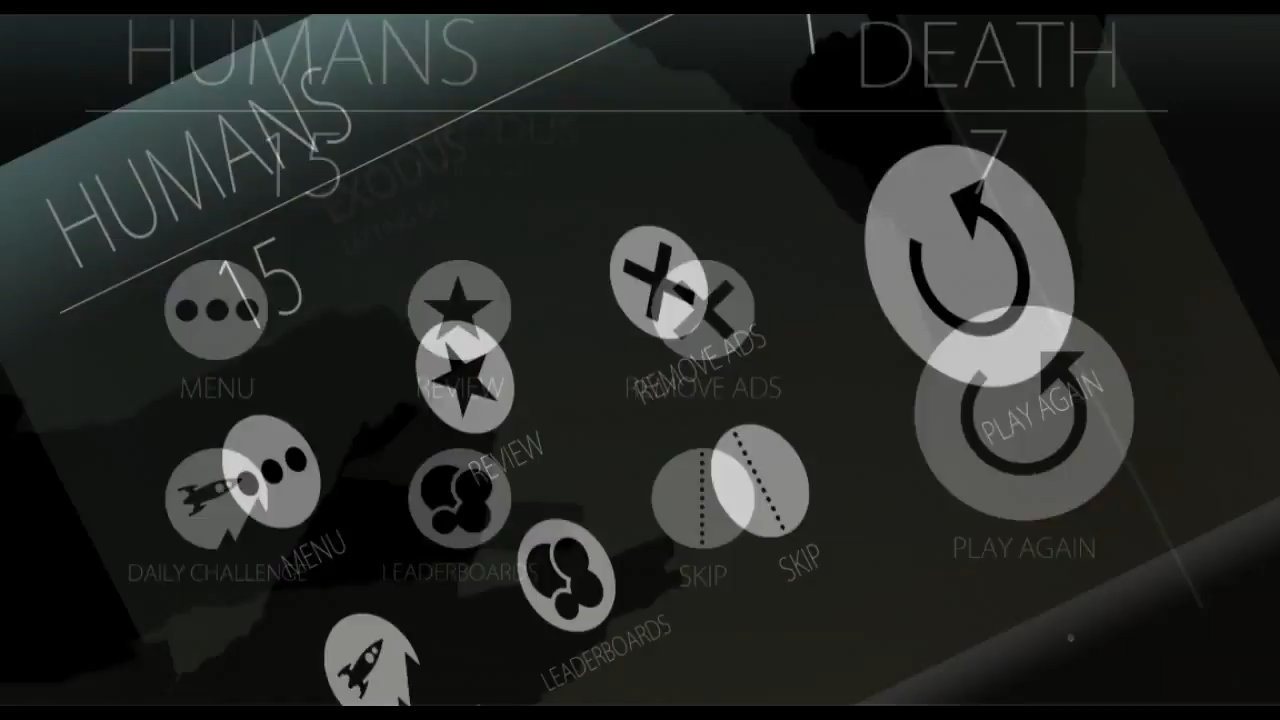 HUMANS
DEATH
HUMANS
15
7
EXODUS
15
MENU
REVIEW
REMOVE ADS
REMOVE ADS
PLAY AGAIN
REVIEW
MENU
DAILY CHALLENGE
LEADERBOARDS
SKIP
SKIP
PLAY AGAIN
LEADERBOARDS